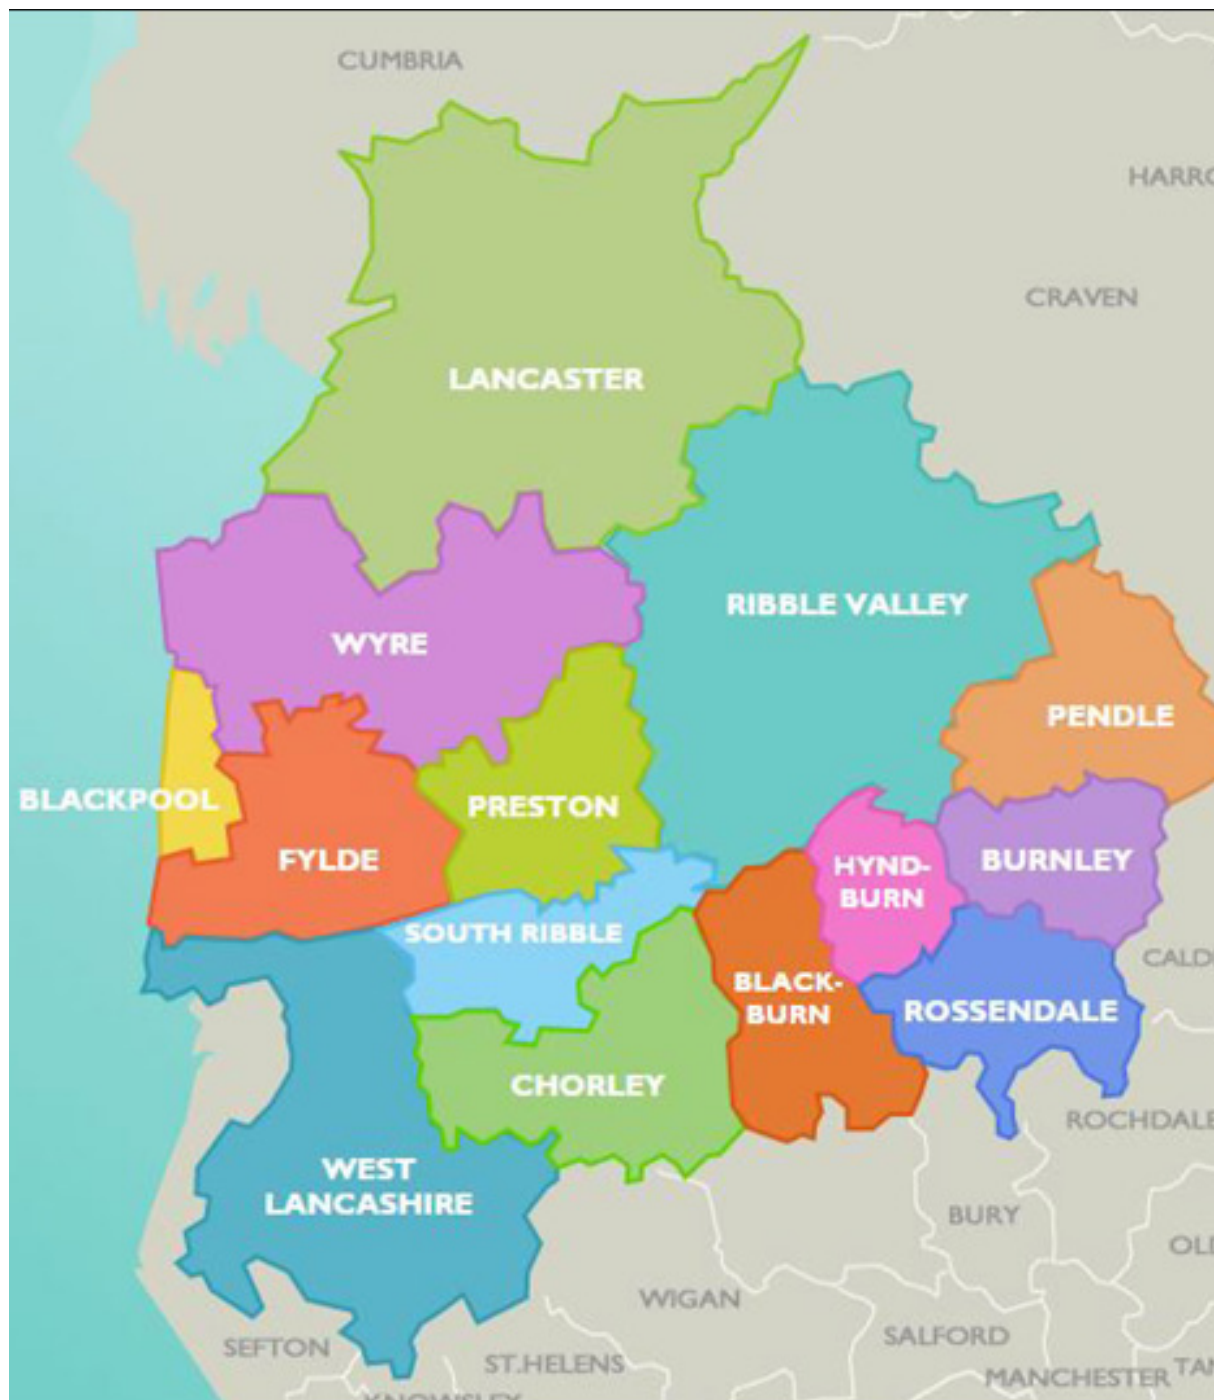 CUMBRIA
HARRO
CRAVEN
LANCASTER
RIBBLE VALLEY
WYRE
PENDLE
BLACKPOOL
PRESTON
FYLDE
HYND-
BURN
BURNLEY
SOUTH RIBBLE
CALD
BLACK-
BURN
ROSSENDALE
CHORLEY
ROCHDALE
WEST
LANCASHIRE
BURY
OL
WIGAN
SEFTON
SALFORD
ST.HELENS
MANCHESTER
TA
KNOWSLEY